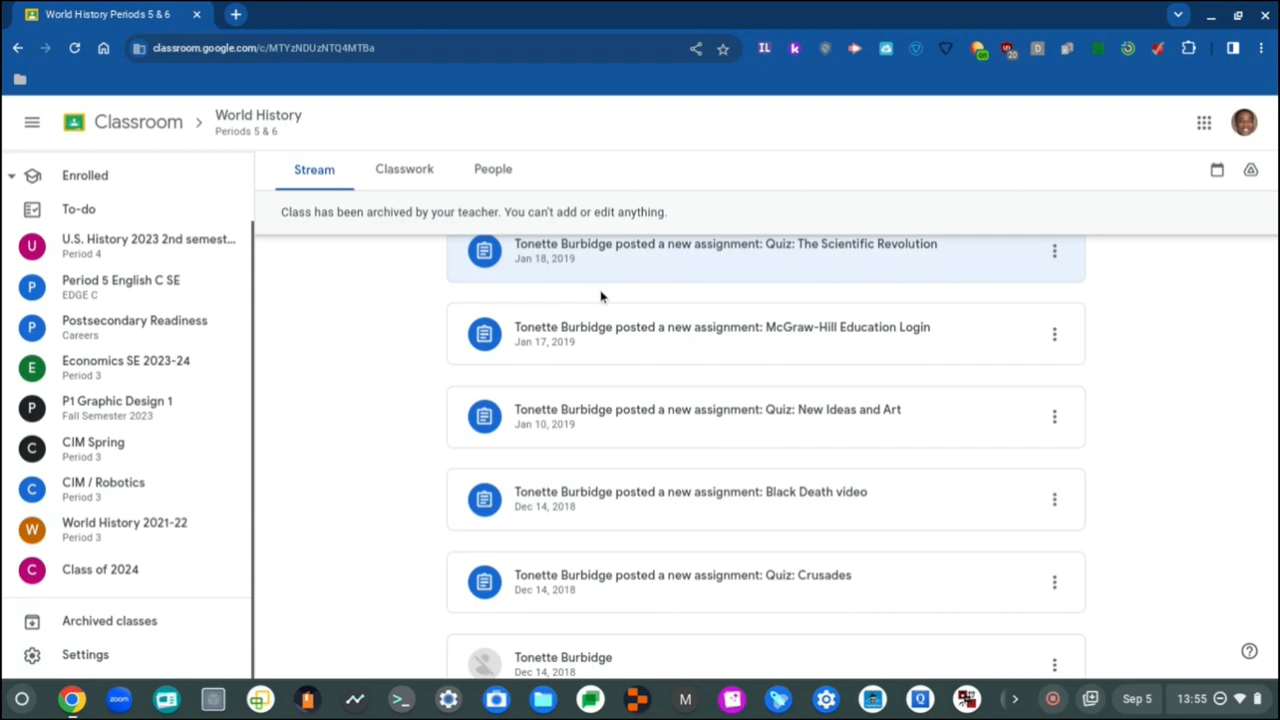 World History Periods 5 & 6
classroom.google.com/c/MTYzNDUzNTQ4MTBa
Classroom
World History
Periods 5 & 6
Enrolled
To-do
U
U.S. History 2023 2nd semest...
Period 4
P
Period 5 English C SE
EDGE C
P
Postsecondary Readiness
Careers
E
Economics SE 2023-24
Period 3
P
P1 Graphic Design 1
Fall Semester 2023
C
CIM Spring
Period 3
C
CIM / Robotics
Period 3
W
World History 2021-22
Period 3
C
Class of 2024
Archived classes
Settings
Stream
Classwork
People
Class has been archived by your teacher. You can't add or edit anything.
Tonette Burbidge posted a new assignment: Quiz: The Scientific Revolution
Jan 18, 2019
Tonette Burbidge posted a new assignment: McGraw-Hill Education Login
Jan 17, 2019
Tonette Burbidge posted a new assignment: Quiz: New Ideas and Art
Jan 10, 2019
Tonette Burbidge posted a new assignment: Black Death video
Dec 14, 2018
Tonette Burbidge posted a new assignment: Quiz: Crusades
Dec 14, 2018
Tonette Burbidge
Dec 14, 2018
IL
k
D
on
20
zoom
M
Q
Sep 5
13:55